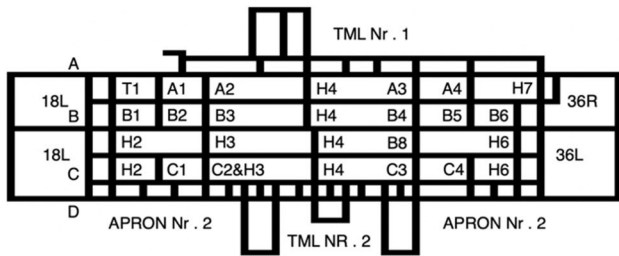 TML Nr . 1
A
T1 A1 A2 H4 A3 A4 H7
18L 36R
B B1 B2 B3 H4 B4 B5 B6
H2 H3 H4 B8 H6
18L 36L
C H2 C1 C2&H3 H4 C3 C4 H6
D
APRON Nr . 2 TML NR . 2 APRON Nr . 2